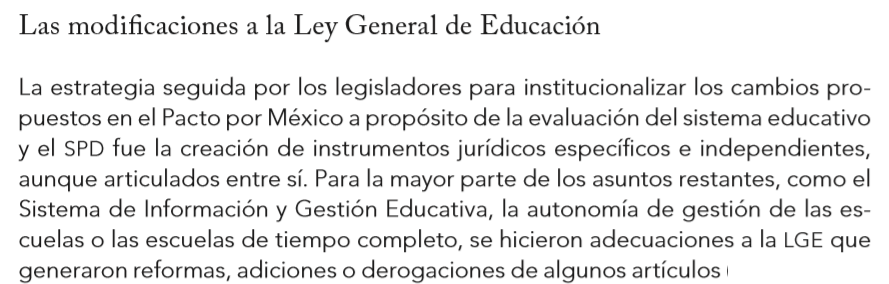 Las modificaciones a la Ley General de Educación
La estrategia seguida por los legisladores para institucionalizar los cambios pro-
puestos en el Pacto por México a propósito de la evaluación del sistema educativo
y el SPD fue la creación de instrumentos jurídicos específicos e independientes,
aunque articulados entre sí. Para la mayor parte de los asuntos restantes, como el
Sistema de Información y Gestión Educativa, la autonomía de gestión de las es-
cuelas o las escuelas de tiempo completo, se hicieron adecuaciones a la LGE que
generaron reformas, adiciones o derogaciones de algunos artículos